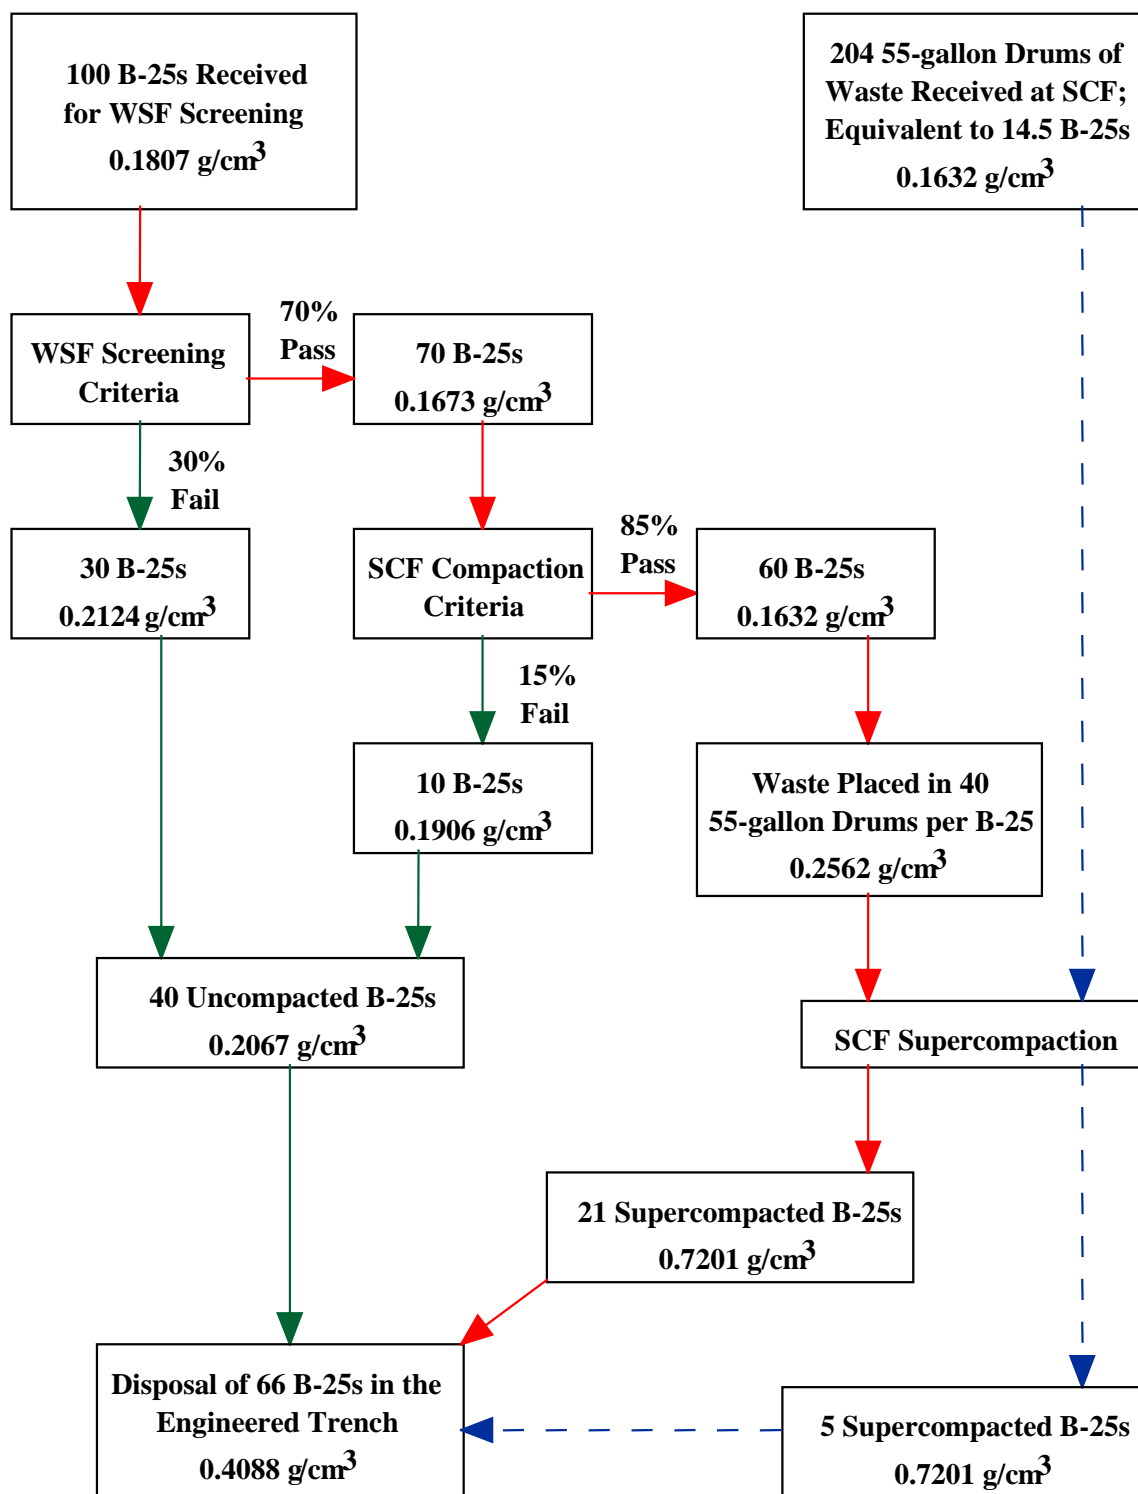 100 B-25s Received
for WSF Screening
0.1807 g/cm3
204 55-gallon Drums of
Waste Received at SCF;
Equivalent to 14.5 B-25s
0.1632 g/cm3
WSF Screening
Criteria
70%
Pass
70 B-25s
0.1673 g/cm3
30%
Fail
30 B-25s
0.2124 g/cm3
SCF Compaction
Criteria
85%
Pass
60 B-25s
0.1632 g/cm3
15%
Fail
10 B-25s
0.1906 g/cm3
Waste Placed in 40
55-gallon Drums per B-25
0.2562 g/cm3
40 Uncompacted B-25s
0.2067 g/cm3
SCF Supercompaction
21 Supercompacted B-25s
0.7201 g/cm3
Disposal of 66 B-25s in the
Engineered Trench
0.4088 g/cm3
5 Supercompacted B-25s
0.7201 g/cm3